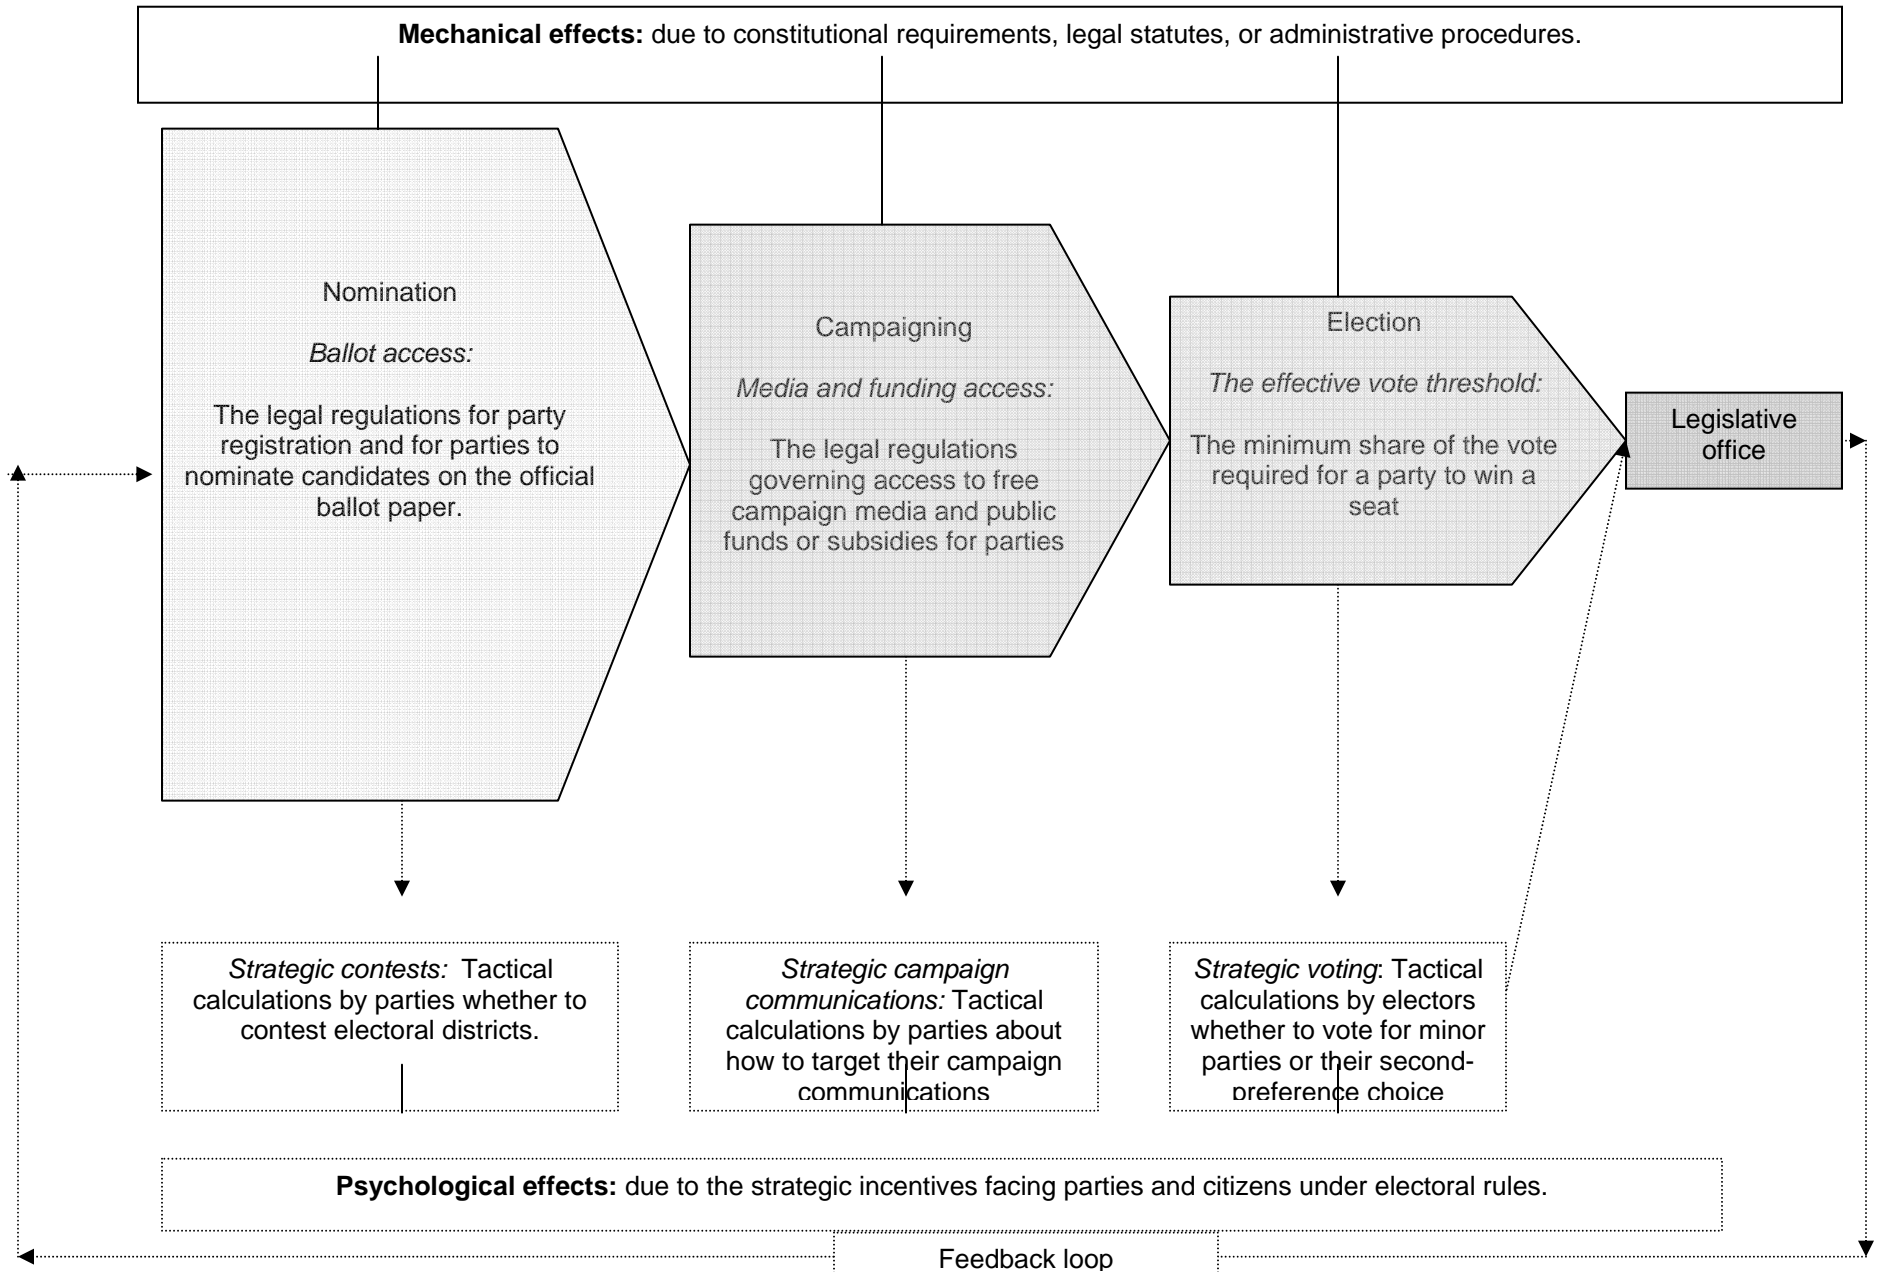 Mechanical effects: due to constitutional requirements, legal statutes, or administrative procedures.
Nomination
Ballot access:
The legal regulations for party
registration and for parties to
nominate candidates on the official
ballot paper.
Campaigning
Media and funding access:
The legal regulations
governing access to free
campaign media and public
funds or subsidies for parties
Election
The effective vote threshold:
The minimum share of the vote
required for a party to win a
seat
Legislative
office
Strategic contests: Tactical
calculations by parties whether to
contest electoral districts.
Strategic campaign
communications: Tactical
calculations by parties about
how to target their campaign
communications
Strategic voting: Tactical
calculations by electors
whether to vote for minor
parties or their second-
preference choice
Psychological effects: due to the strategic incentives facing parties and citizens under electoral rules.
Feedback loop